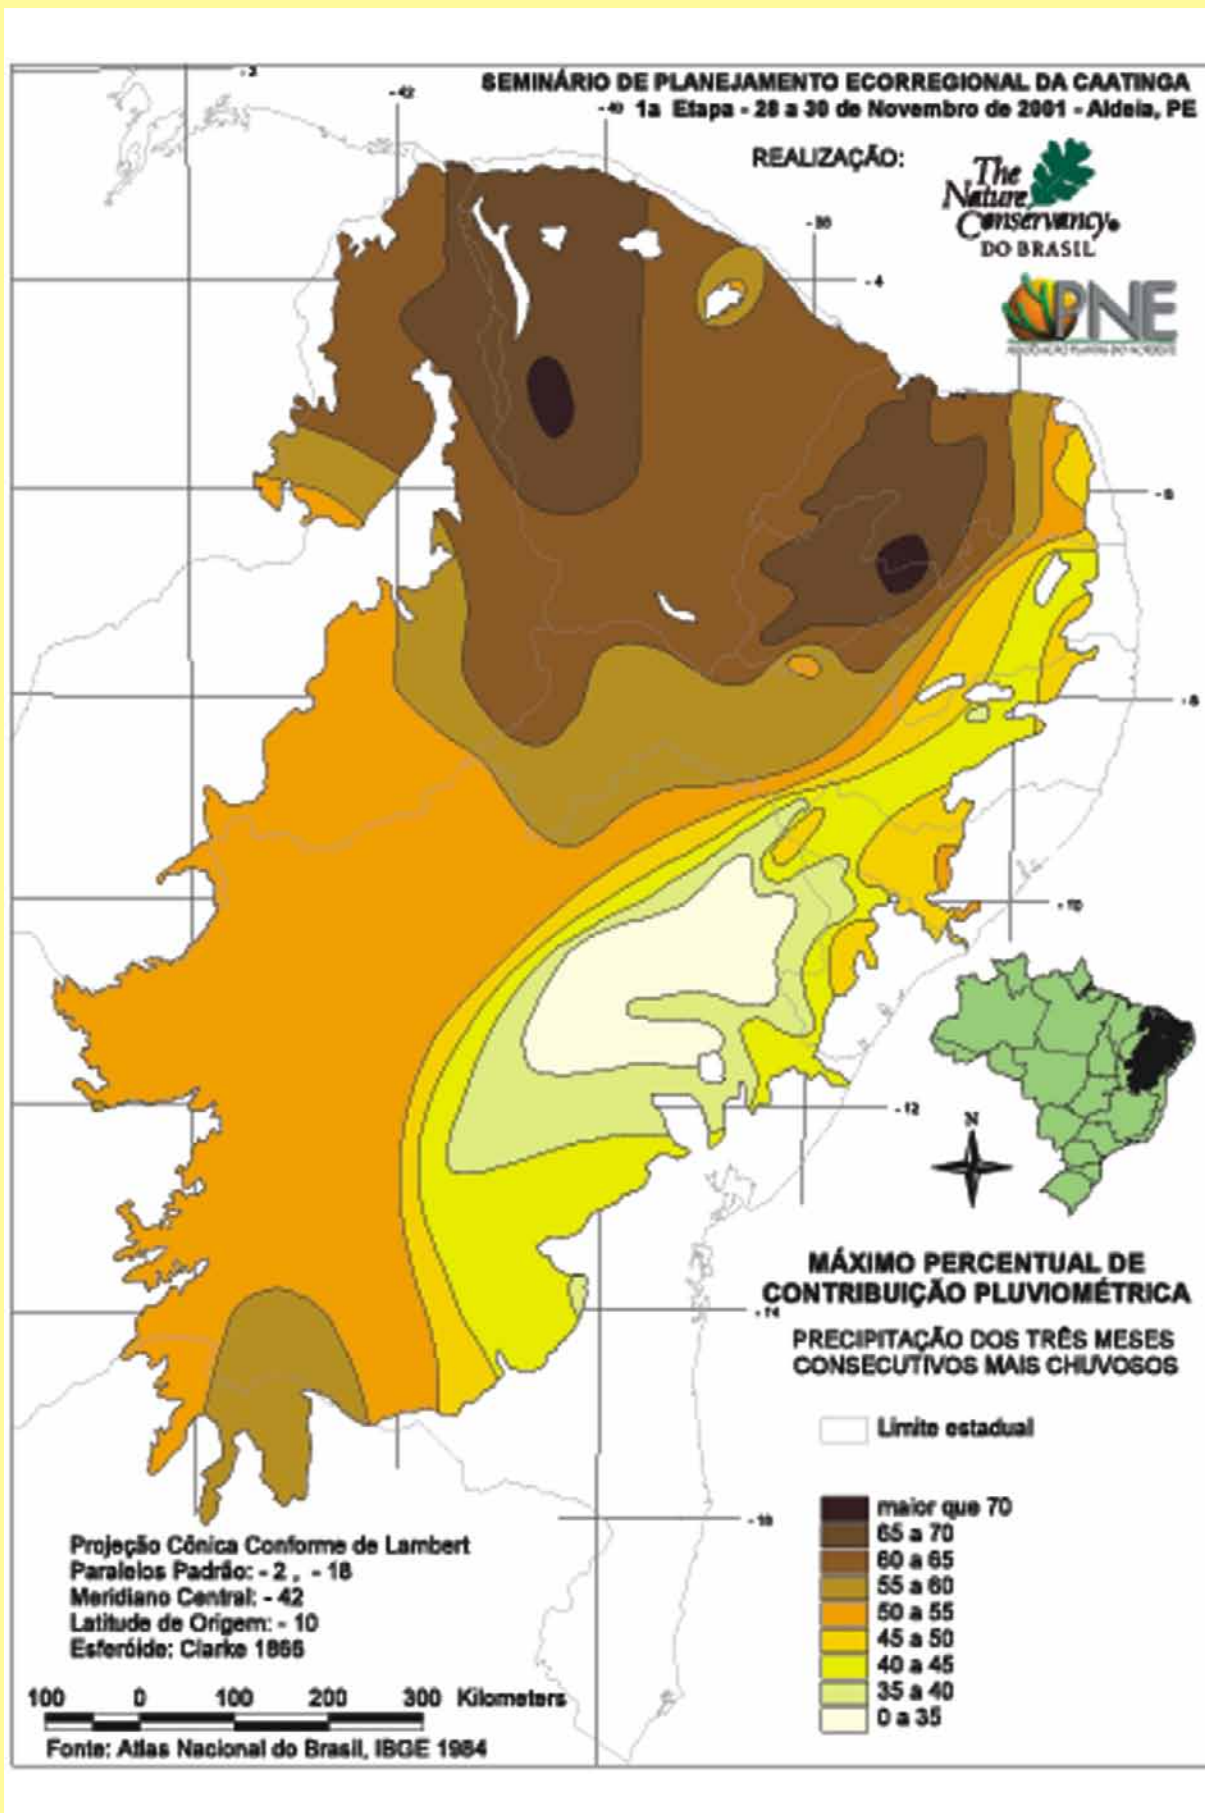 SEMINÁRIO DE PLANEJAMENTO ECORREGIONAL DA CAATINGA
1a Etapa - 28 a 30 de Novembro de 2001 - Aldeia, PE
REALIZAÇÃO:
The
Nature
Conservancy
DO BRASIL
PNE
- 42
- 40
- 4
- 8
- 10
- 12
- 14
N
MÁXIMO PERCENTUAL DE
CONTRIBUIÇÃO PLUVIOMÉTRICA
PRECIPITAÇÃO DOS TRÊS MESES
CONSECUTIVOS MAIS CHUVOSOS
Limite estadual
maior que 70
65 a 70
60 a 65
55 a 60
50 a 55
45 a 50
40 a 45
35 a 40
0 a 35
Projeção Cônica Conforme de Lambert
Paralelos Padrão: - 2 , - 18
Meridiano Central: - 42
Latitude de Origem: - 10
Esferóide: Clarke 1866
100 0 100 200 300 Kilometers
Fonte: Atlas Nacional do Brasil, IBGE 1984